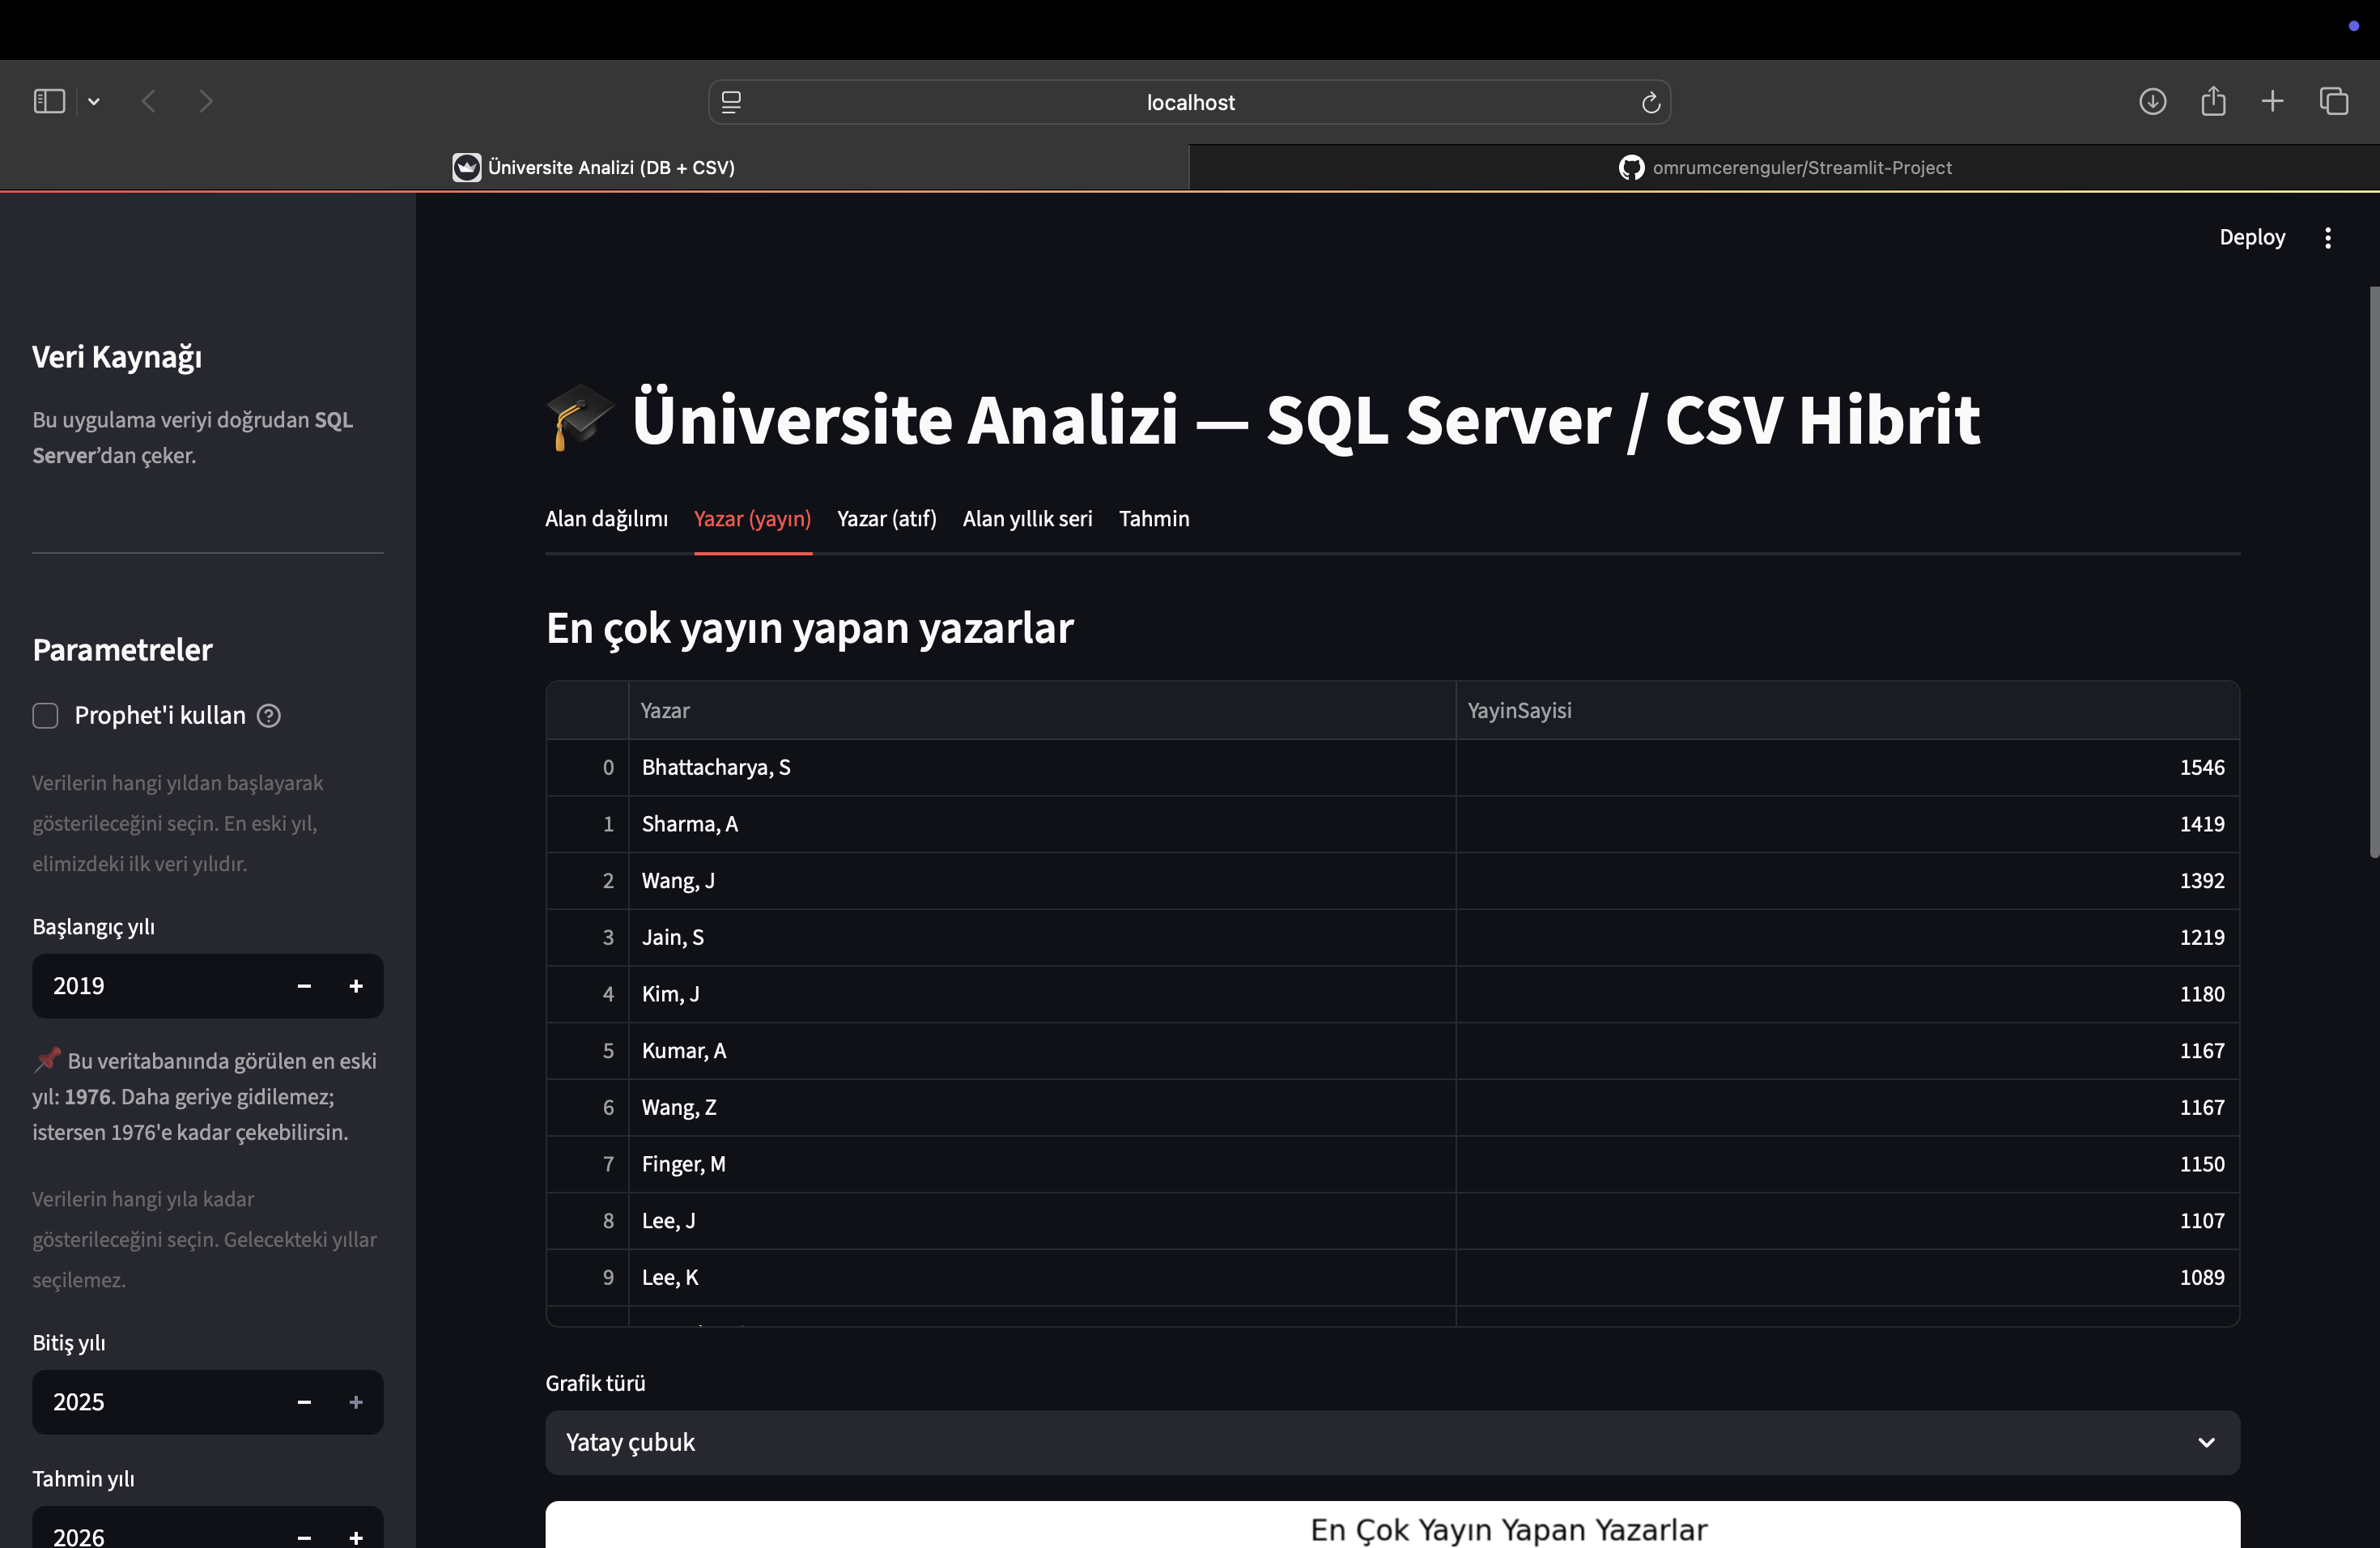 localhost
Üniversite Analizi (DB + CSV)
omrumcerenguler/Streamlit-Project
Deploy
Veri Kaynağı
Bu uygulama veriyi doğrudan SQL
Server’dan çeker.
Parametreler
Prophet'i kullan
Verilerin hangi yıldan başlayarak
gösterileceğini seçin. En eski yıl,
elimizdeki ilk veri yılıdır.
Başlangıç yılı
2019
Bu veritabanında görülen en eski
yıl: 1976. Daha geriye gidilemez;
istersen 1976'e kadar çekebilirsin.
Verilerin hangi yıla kadar
gösterileceğini seçin. Gelecekteki yıllar
seçilemez.
Bitiş yılı
2025
Tahmin yılı
2026
Üniversite Analizi — SQL Server / CSV Hibrit
Alan dağılımı Yazar (yayın) Yazar (atıf) Alan yıllık seri Tahmin
En çok yayın yapan yazarlar
Yazar YayinSayisi
0 Bhattacharya, S 1546
1 Sharma, A 1419
2 Wang, J 1392
3 Jain, S 1219
4 Kim, J 1180
5 Kumar, A 1167
6 Wang, Z 1167
7 Finger, M 1150
8 Lee, J 1107
9 Lee, K 1089
Grafik türü
Yatay çubuk
En Çok Yayın Yapan Yazarlar